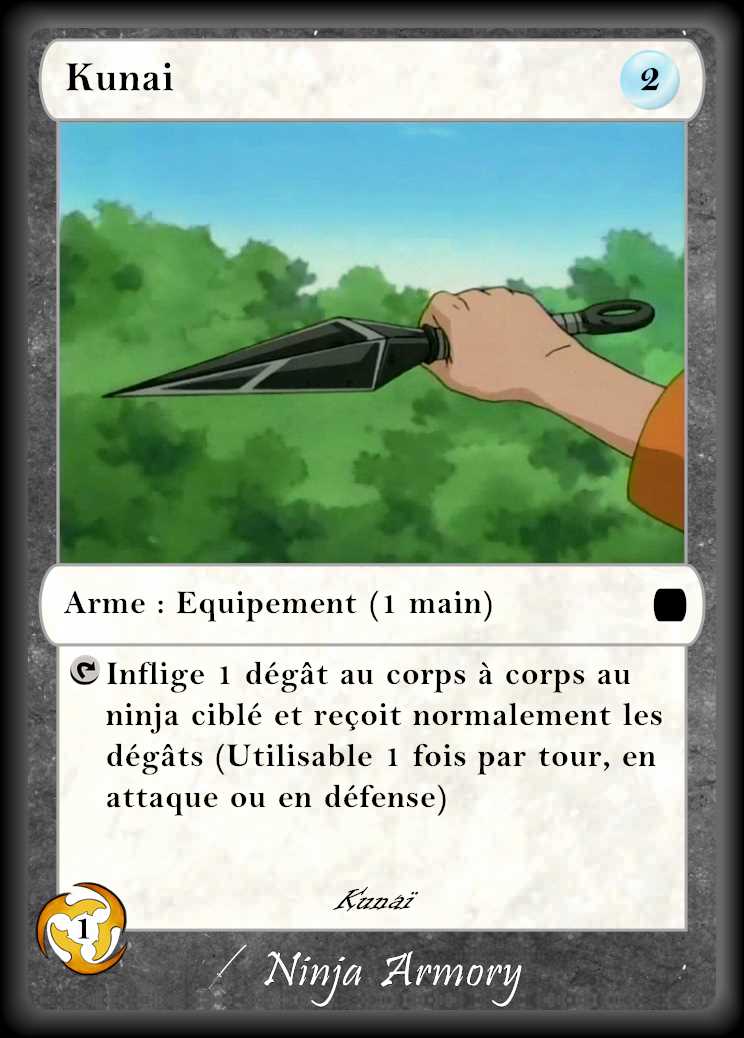 Kunai
2
Arme : Equipement (1 main)
Inflige 1 dégât au corps à corps au
ninja ciblé et reçoit normalement les
dégâts (Utilisable 1 fois par tour, en
attaque ou en défense)
Kunaï
1
Ninja Armory